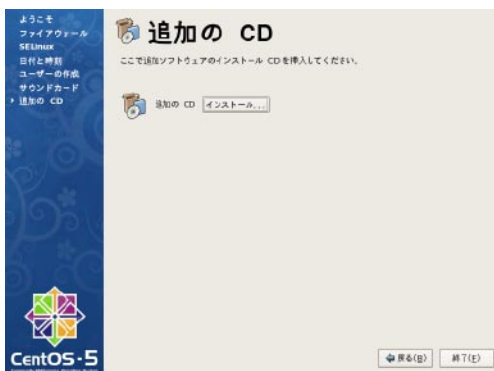 ようこそ
ファイアウォール
SELinux
日付と時刻
ユーザーの作成
サウンドカード
追加の CD
追加の CD
ここで追加ソフトウェアのインストール CD を挿入してください。
追加の CD インストール...
CentOS-5
戻る(B) 終了(F)